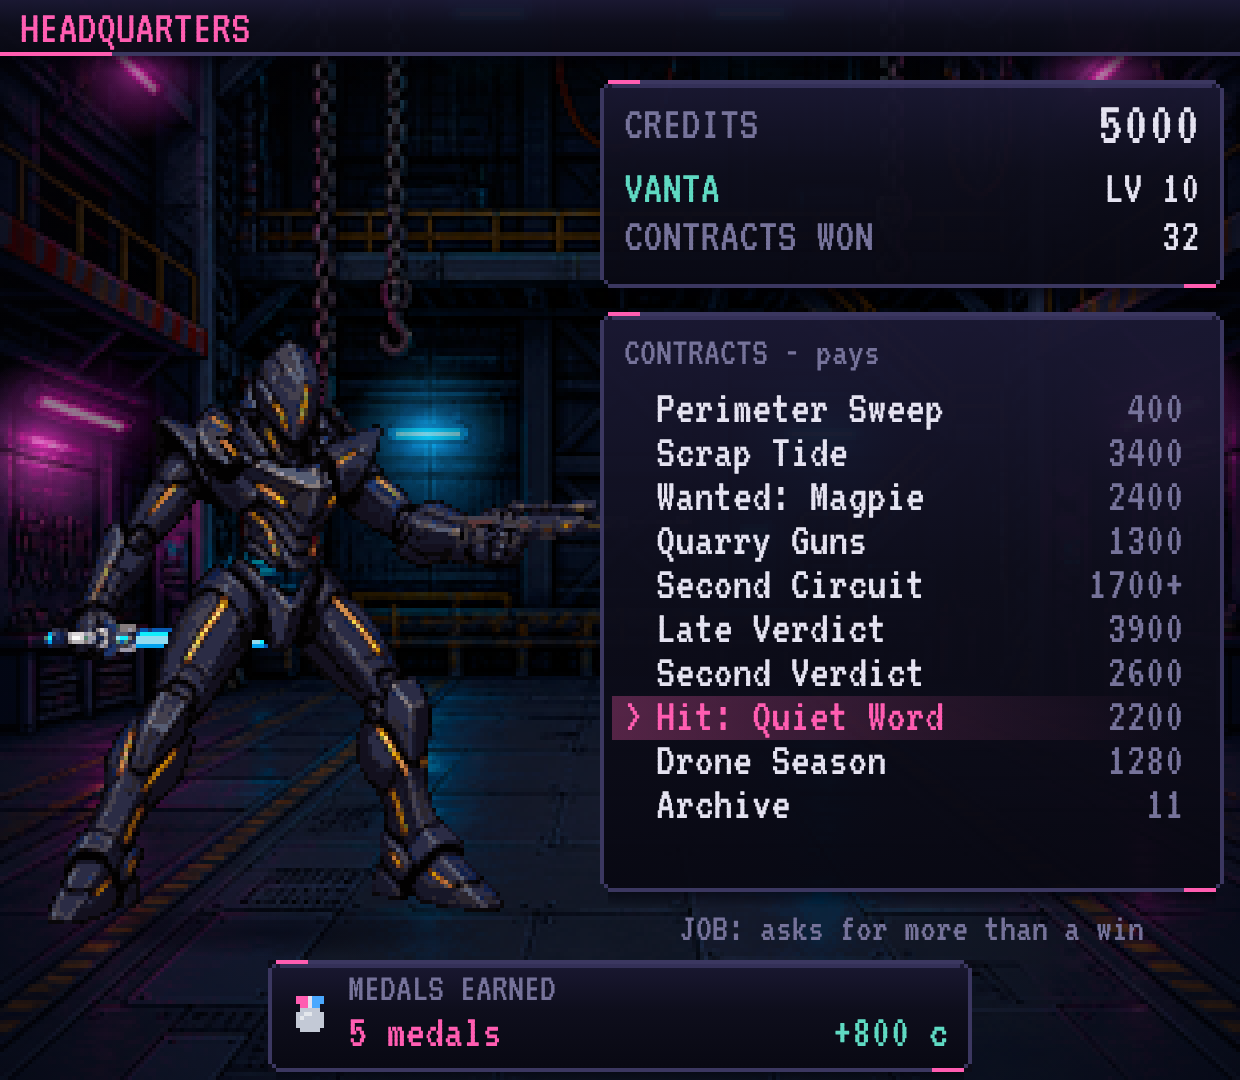 HEADQUARTERS
CREDITS 5000
VANTA LV 10
CONTRACTS WON 32
CONTRACTS - pays
Perimeter Sweep 400
Scrap Tide 3400
Wanted: Magpie 2400
Quarry Guns 1300
Second Circuit 1700+
Late Verdict 3900
Second Verdict 2600
> Hit: Quiet Word 2200
Drone Season 1280
Archive 11
JOB: asks for more than a win
MEDALS EARNED
5 medals +800 c